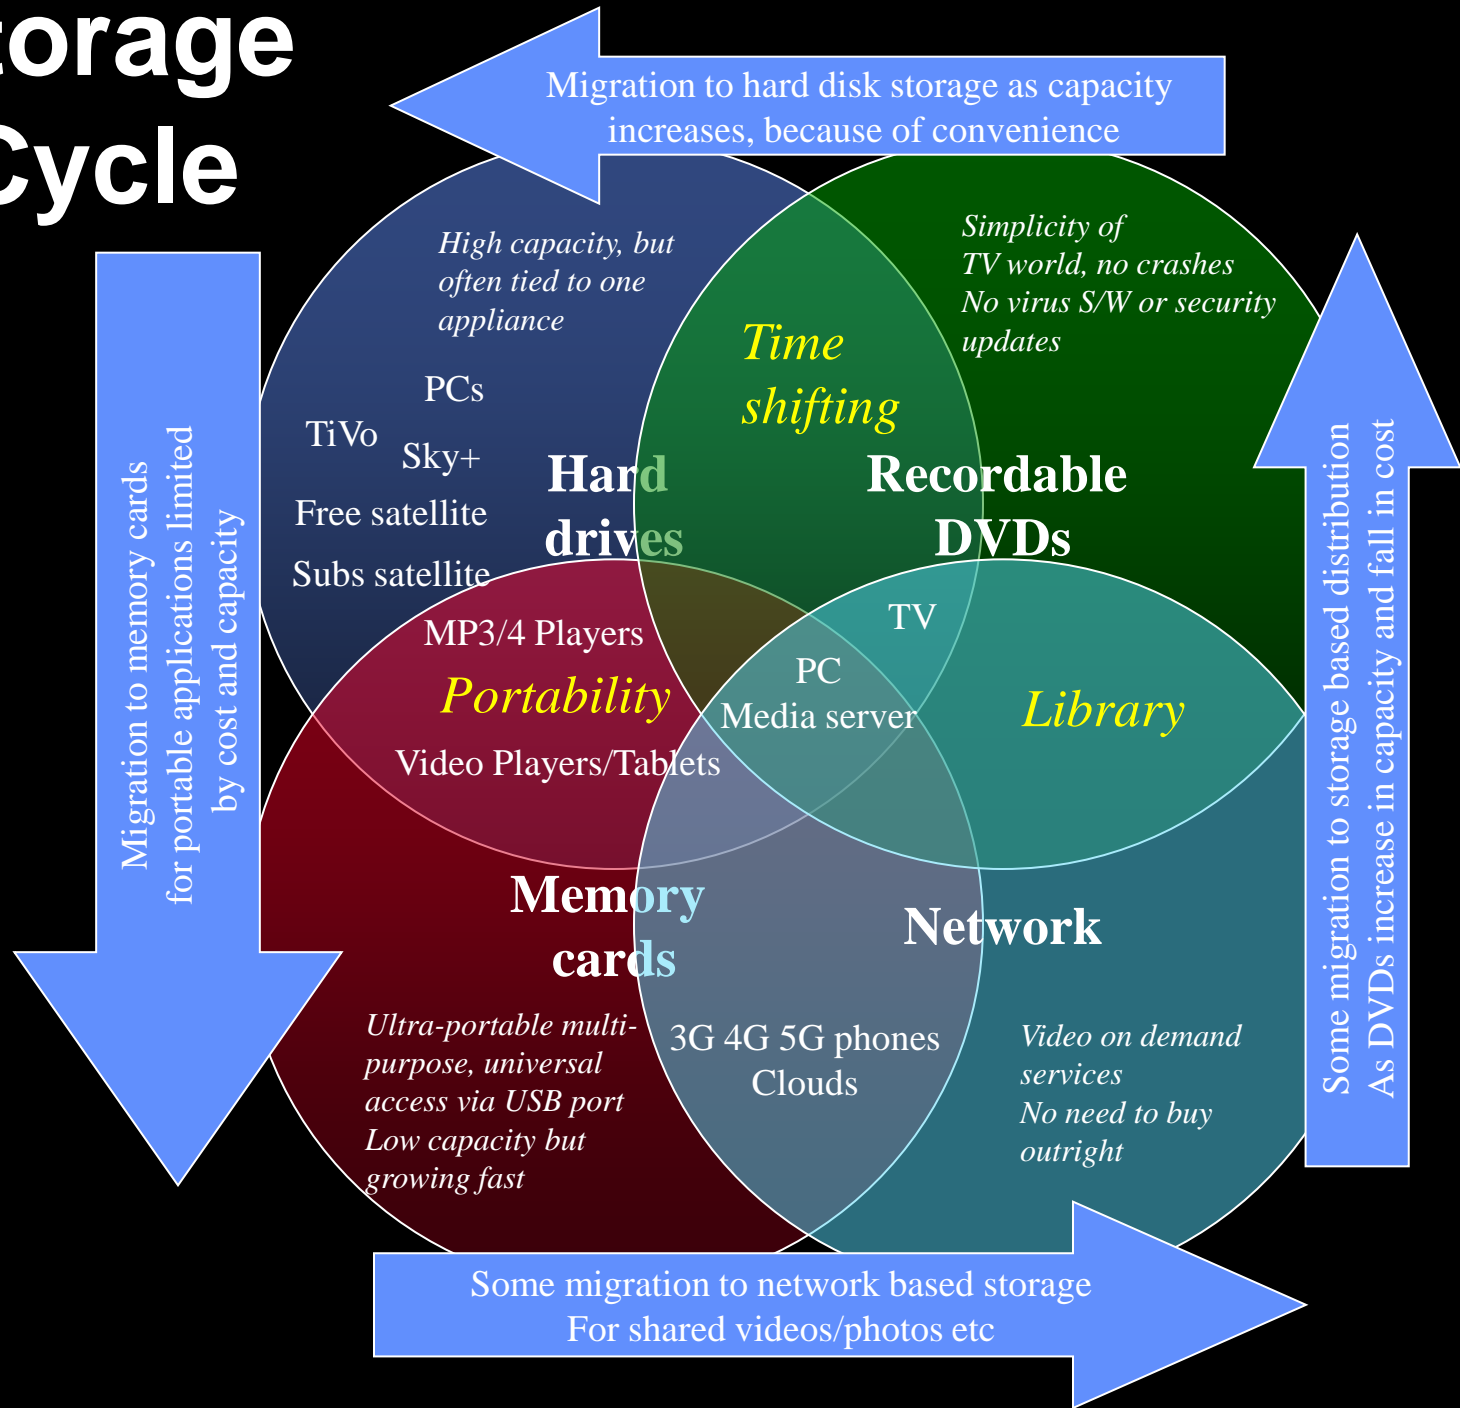 torage
Cycle
Migration to hard disk storage as capacity
increases, because of convenience
High capacity, but
often tied to one
appliance
Simplicity of
TV world, no crashes
No virus S/W or security
updates
Time
shifting
PCs
TiVo
Sky+
Free satellite
Subs satellite
Hard
drives
Recordable
DVDs
Migration to memory cards
for portable applications limited
by cost and capacity
Some migration to storage based distribution
As DVDs increase in capacity and fall in cost
MP3/4 Players
Portability
Video Players/Tablets
TV
PC
Media server
Library
Memory
cards
Network
Ultra-portable multi-
purpose, universal
access via USB port
Low capacity but
growing fast
3G 4G 5G phones
Clouds
Video on demand
services
No need to buy
outright
Some migration to network based storage
For shared videos/photos etc